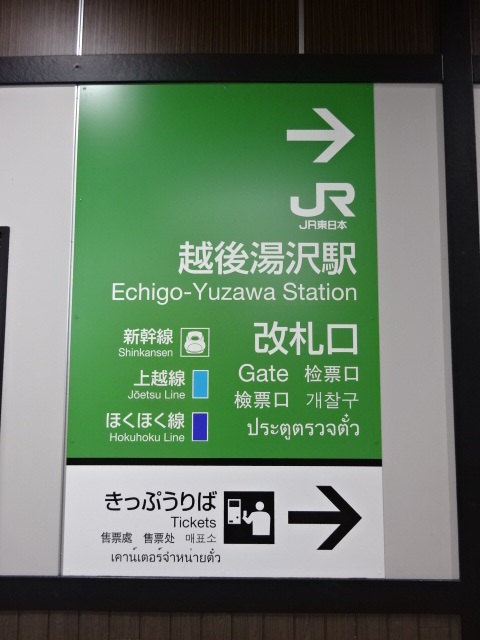 JR
JR東日本
越後湯沢駅
Echigo-Yuzawa Station
新幹線
Shinkansen
上越線
Jōetsu Line
ほくほく線
Hokuhoku Line
改札口
Gate 检票口
檢票口 개찰구
ประตูตรวจตั๋ว
きっぷうりば
Tickets
售票處 售票处 매표소
เคาน์เตอร์จำหน่ายตั๋ว